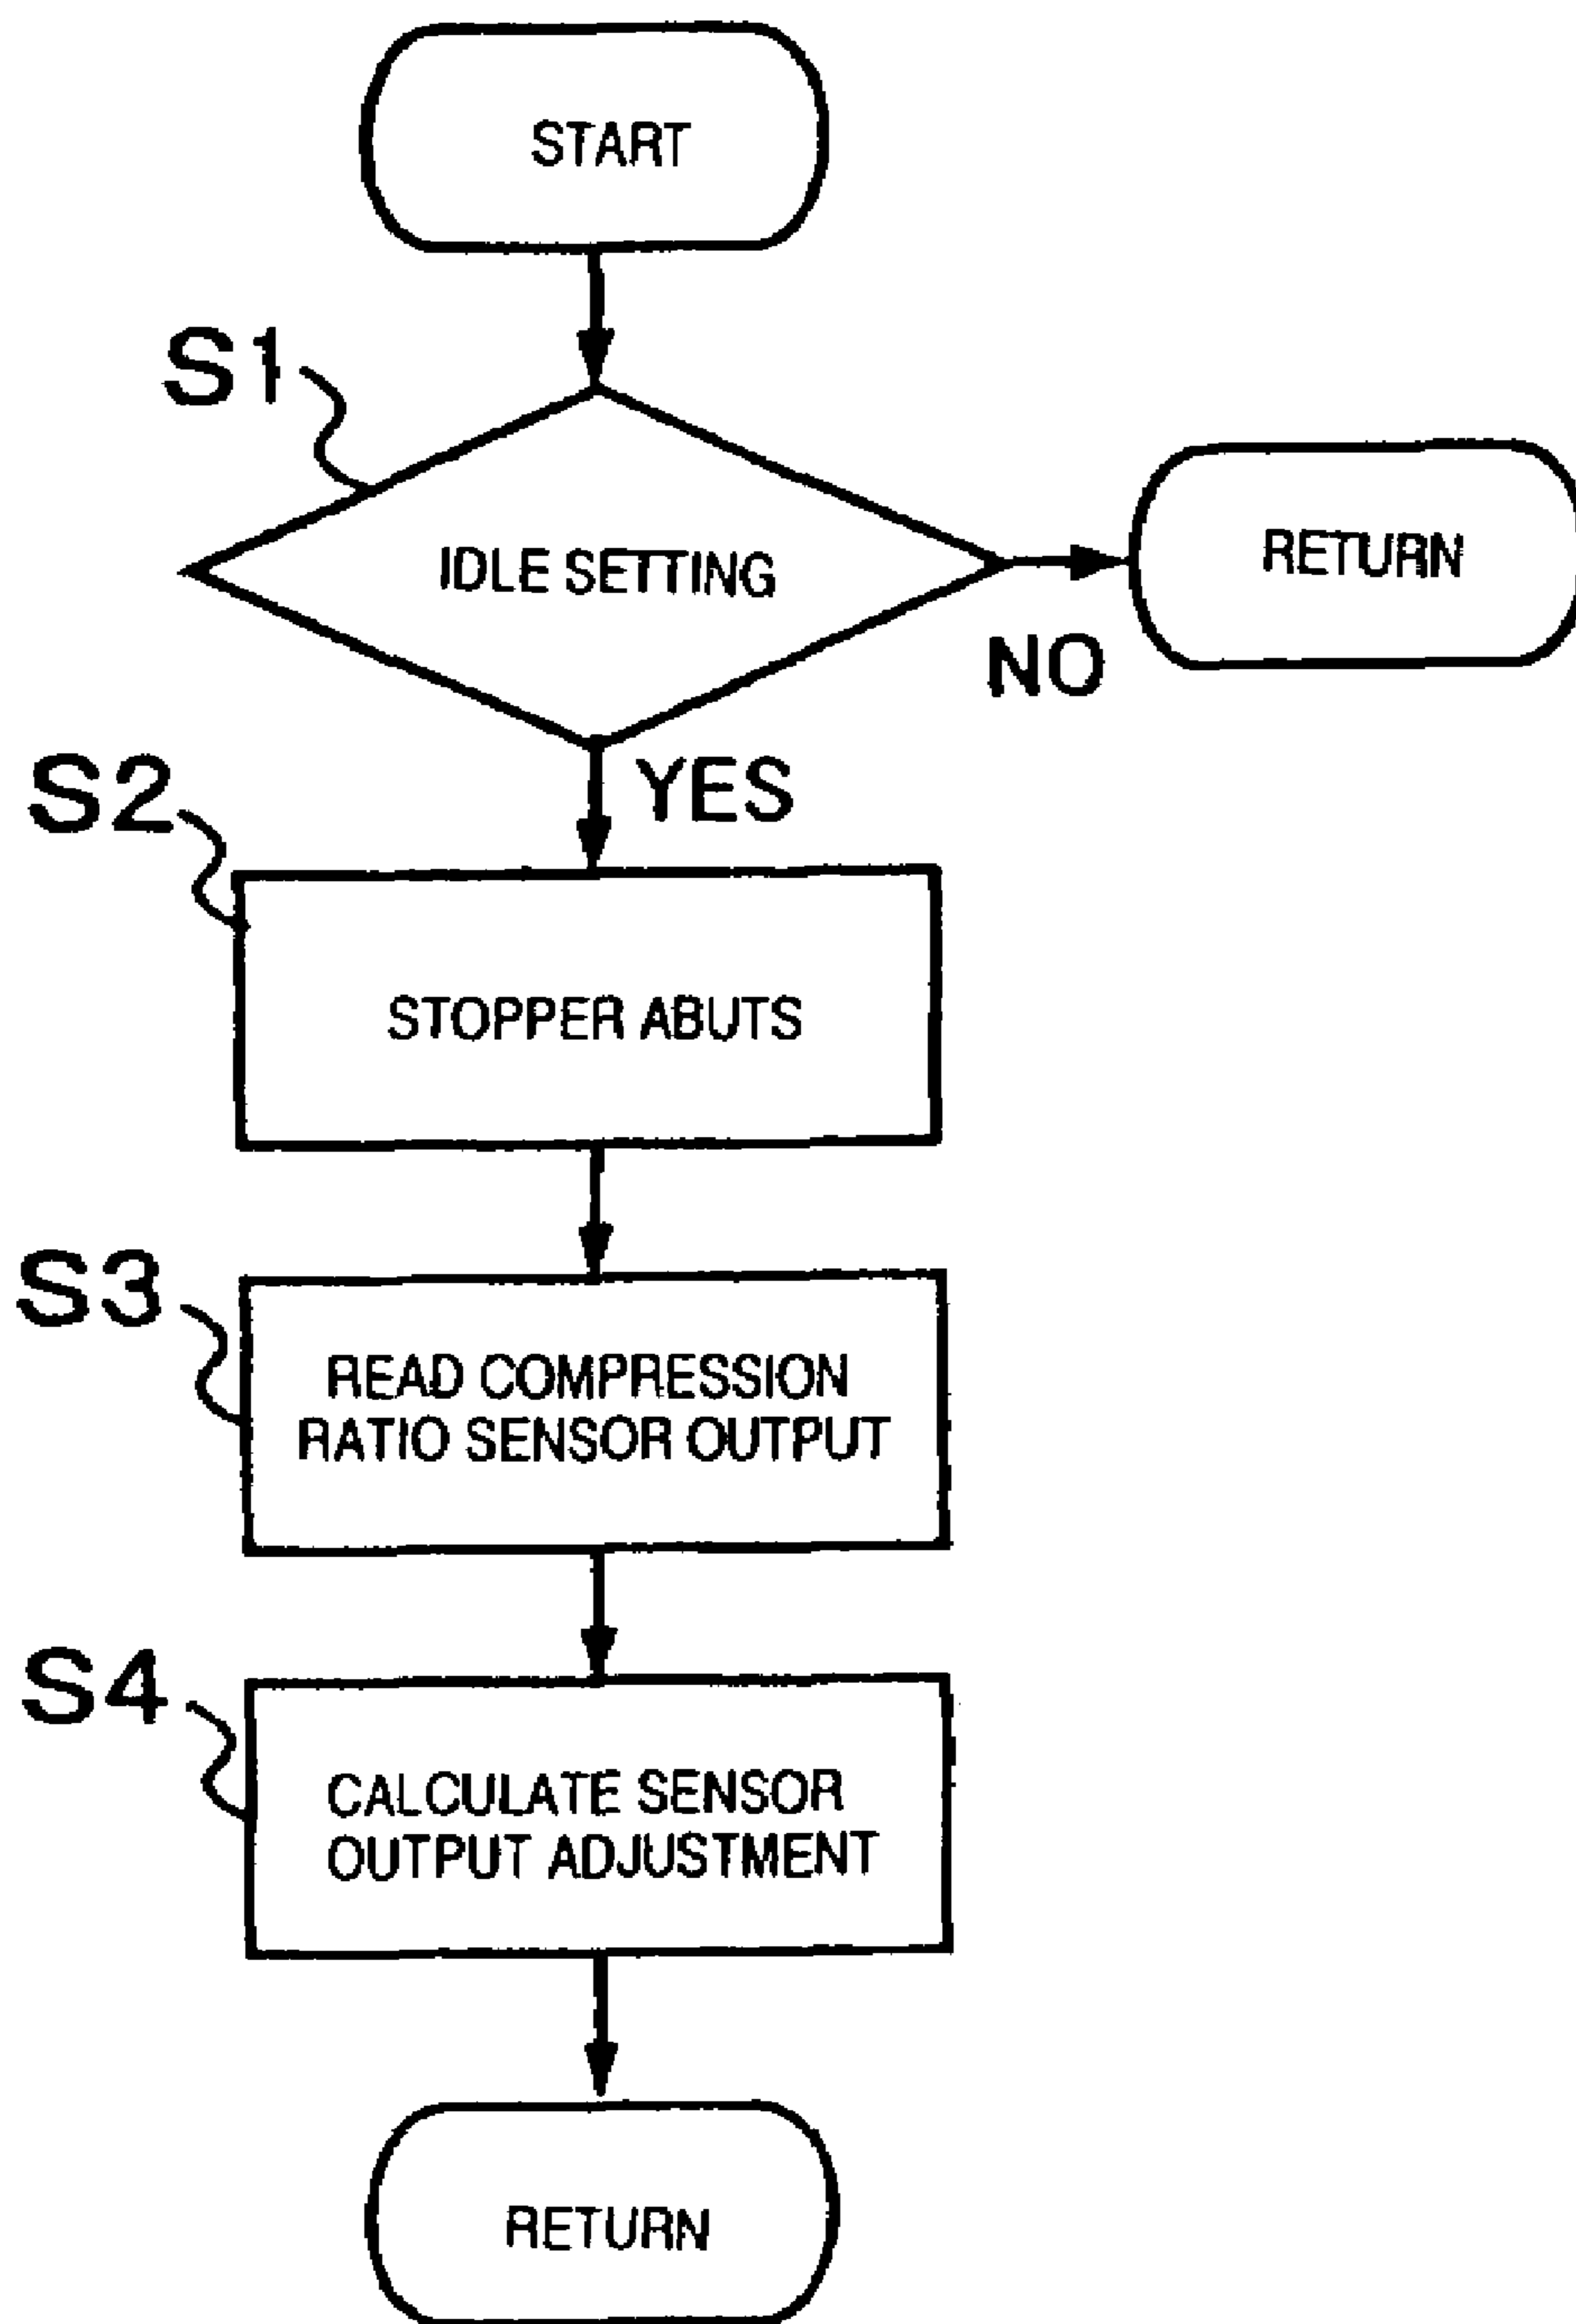 START
S1
IDLE SETTING
RETURN
NO
YES
S2
STOPPER ABUTS
S3
READ COMPRESSION
RATIO SENSOR OUTPUT
S4
CALCULATE SENSOR
OUTPUT ADJUSTMENT
RETURN